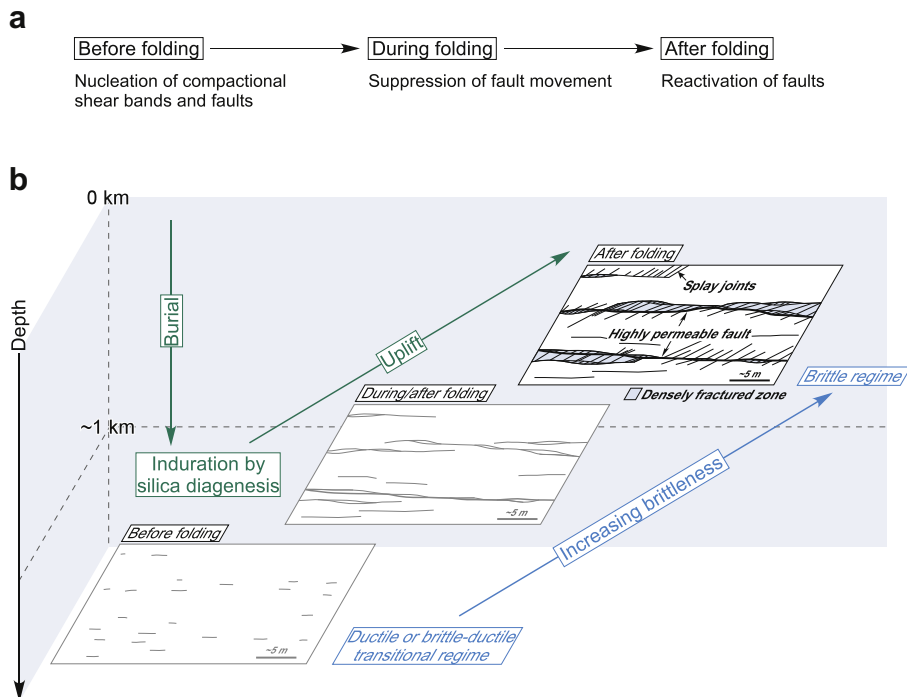 a
Before folding
During folding
After folding
Nucleation of compactional
shear bands and faults
Suppression of fault movement
Reactivation of faults
b
0 km
Depth
Burial
Uplift
After folding
Splay joints
Highly permeable fault
~5 m
Densely fractured zone
Brittle regime
During/after folding
~1 km
Induration by
silica diagenesis
~5 m
Increasing brittleness
Before folding
~5 m
Ductile or brittle-ductile
transitional regime